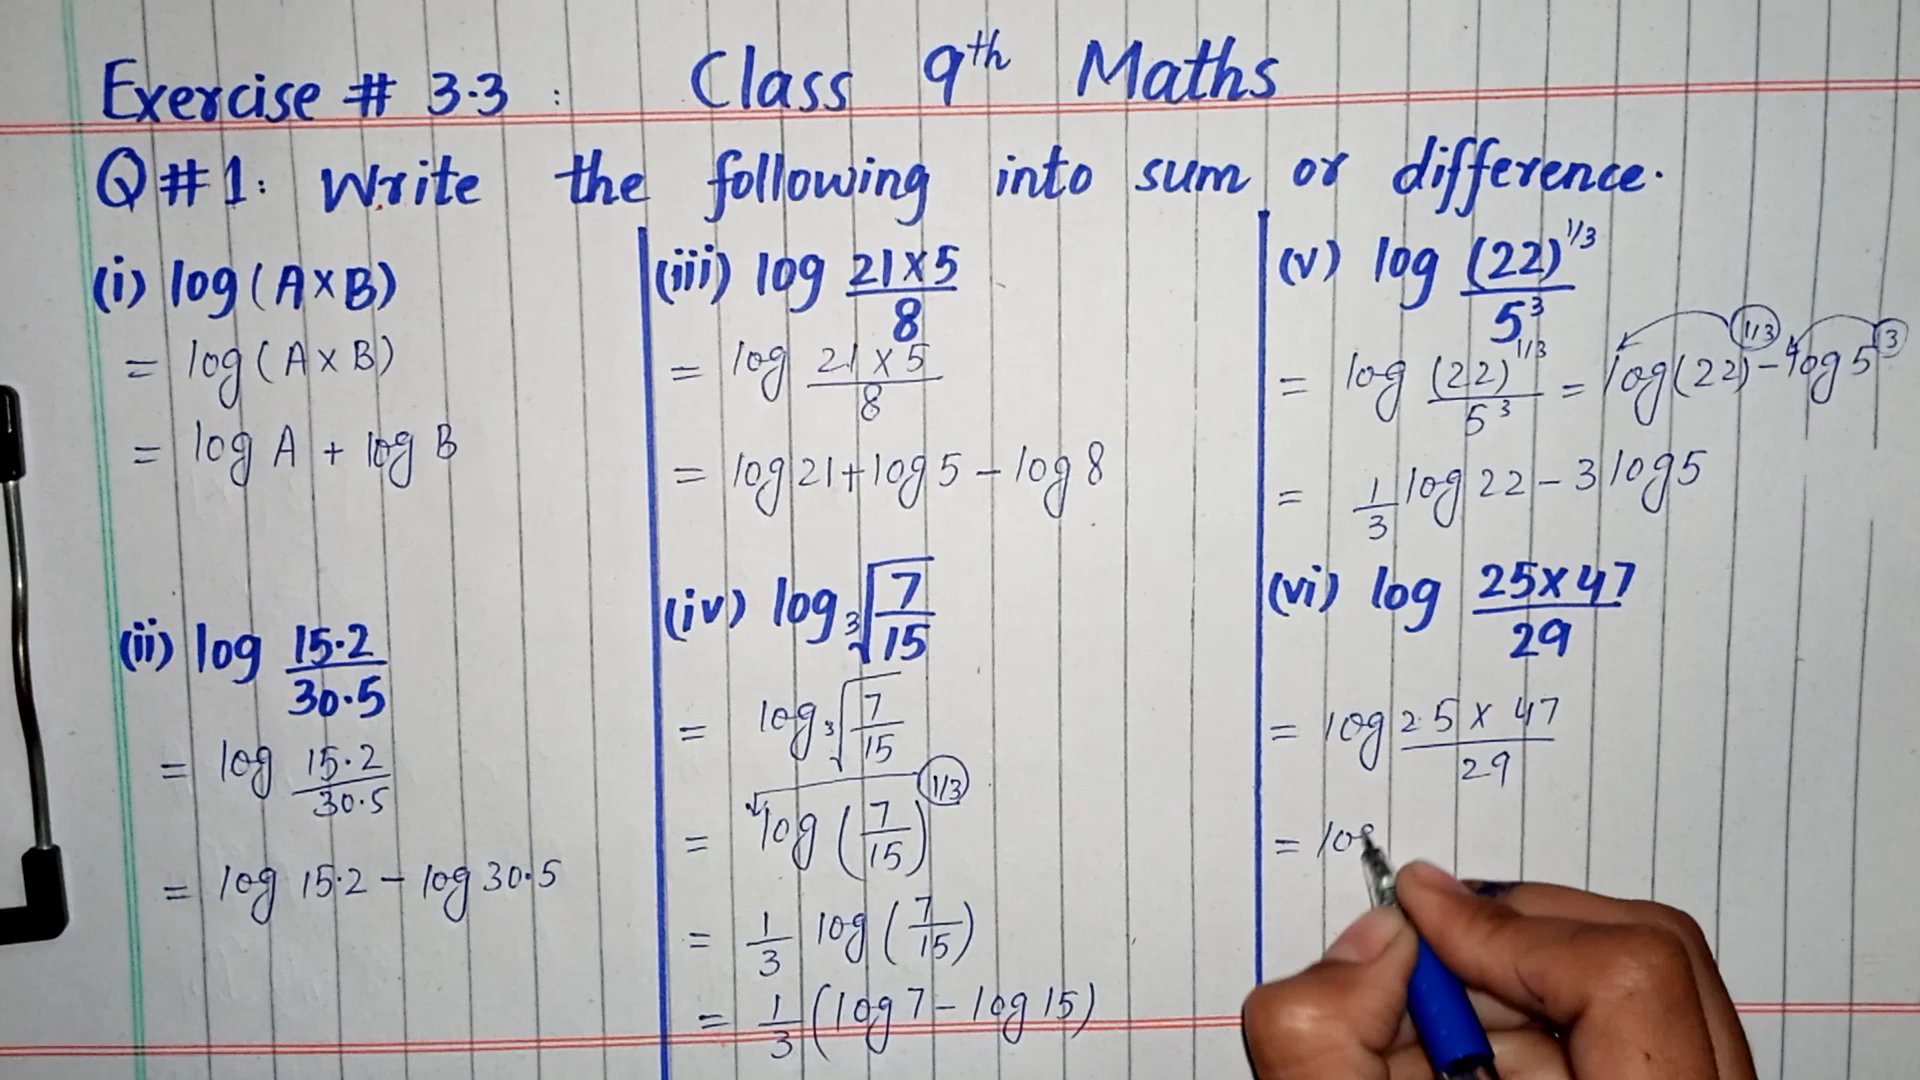 Exercise # 3.3 : Class 9th Maths
Q#1: Write the following into sum or difference.
(i) log(A×B)
= log(A×B)
= log A + log B
(ii) log 15.2/30.5
= log 15.2/30.5
= log 15.2 – log 30.5
(iii) log 21×5/8
= log 21×5/8
= log 21 + log 5 – log 8
(iv) log ³√7/15
= log ³√7/15
= log (7/15)^1/3
= 1/3 log (7/15)
= 1/3 (log 7 – log 15)
(v) log (22)^1/3/5³
= log (22)^1/3/5³ = log(22)^1/3 – log 5³
= 1/3 log 22 – 3 log 5
(vi) log 25×47/29
= log 25 × 47/29
= log